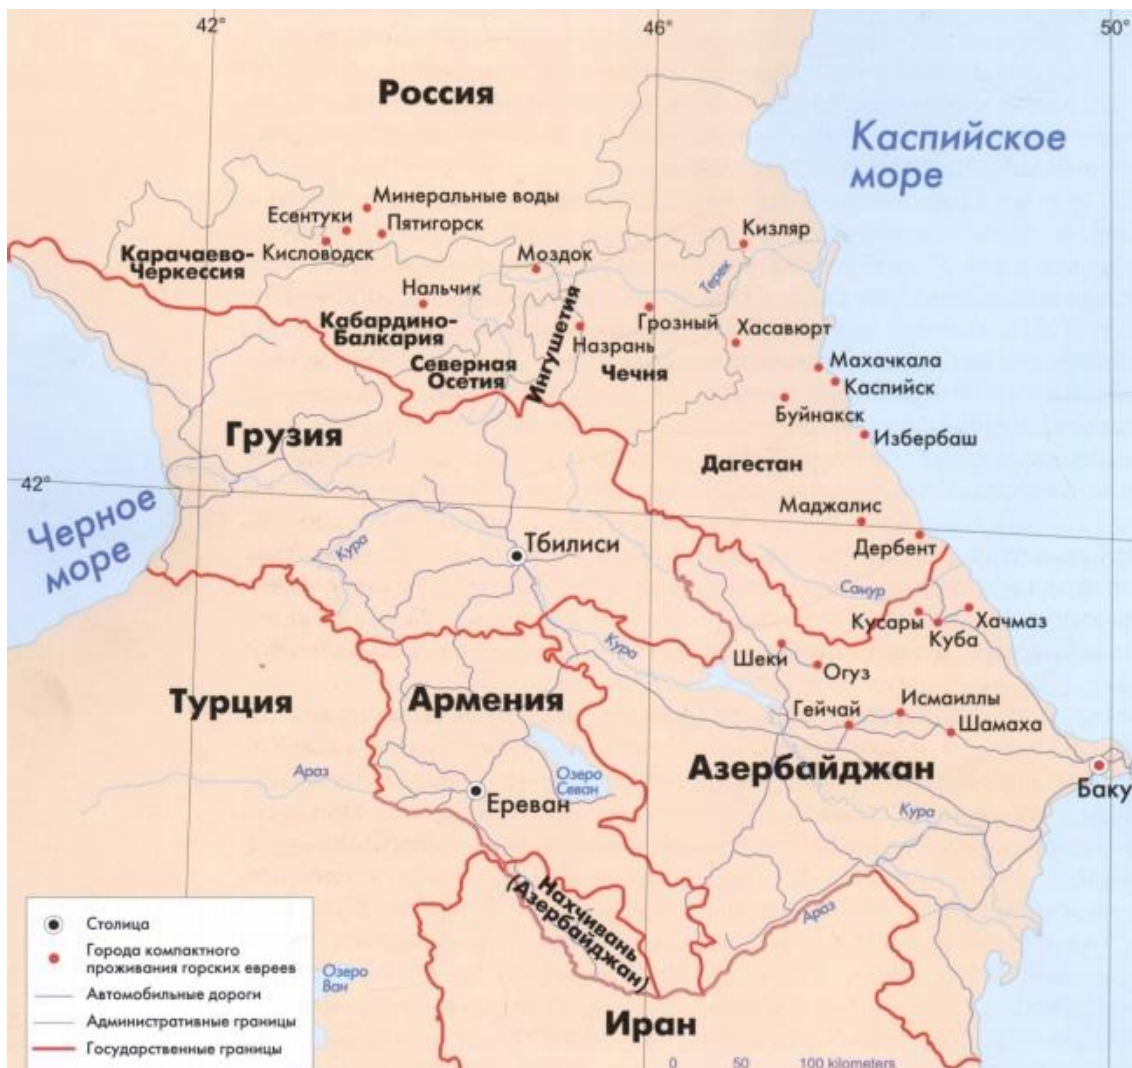 42°
46°
50°
Россия
Каспийское
море
Минеральные воды
Есентуки
Пятигорск
Кизляр
Карачаево-
Черкессия
Кисловодск
Моздок
Терек
Нальчик
Кабардино-
Балкария
Ингушетия
Грозный
Хасавюрт
Назрань
Северная
Осетия
Чечня
Махачкала
Каспийск
Буйнакск
Избербаш
Грузия
Дагестан
42°
Черное
море
Маджалис
Кура
Тбилиси
Дербент
Самур
Кусары
Хачмаз
Куба
Кура
Шеки
Огуз
Турция
Армения
Гейчай
Исмаиллы
Шамаха
Араз
Озеро
Севан
Азербайджан
Баку
Ереван
Кура
Нахчивань
(Азербайджан)
Араз
Столица
Города компактного
проживания горских евреев
Автомобильные дороги
Административные границы
Государственные границы
Озеро
Ван
Иран
0 50 100 kilometers